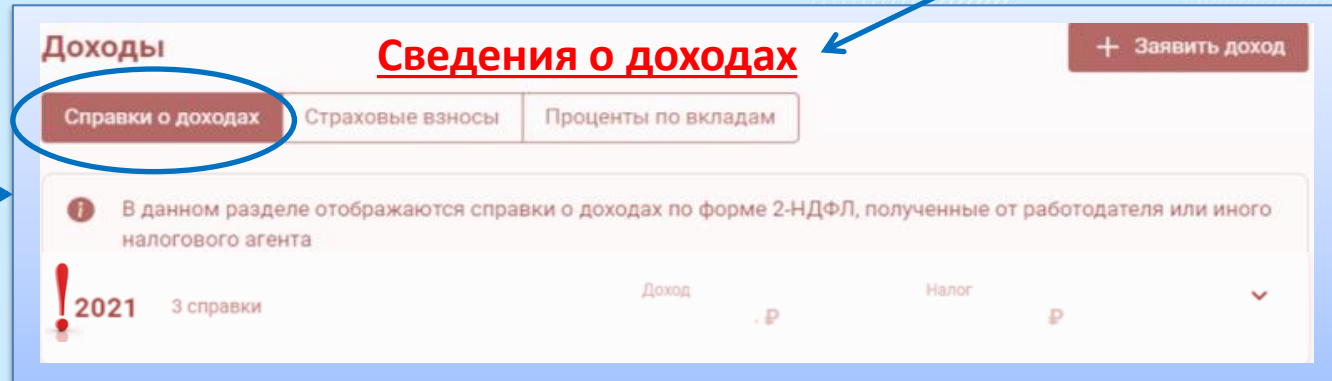 Доходы
Сведения о доходах
+ Заявить доход
Справки о доходах
Страховые взносы
Проценты по вкладам
В данном разделе отображаются справки о доходах по форме 2-НДФЛ, полученные от работодателя или иного
налогового агента
2021 3 справки
Доход
₽
Налог
₽